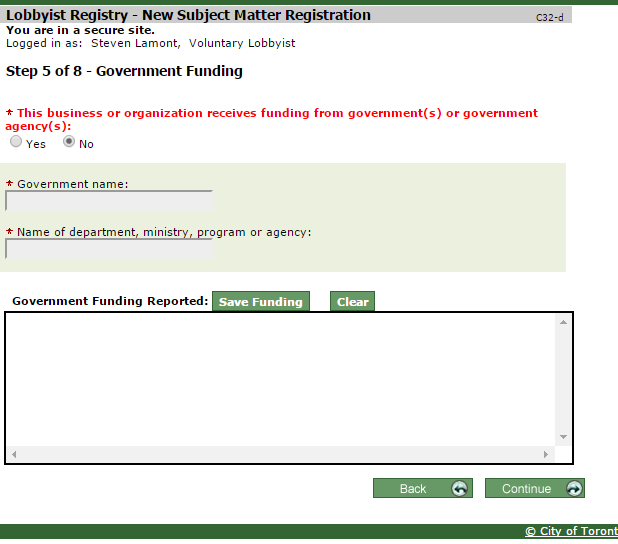 Lobbyist Registry - New Subject Matter Registration C32-d
You are in a secure site.
Logged in as: Steven Lamont, Voluntary Lobbyist
Step 5 of 8 - Government Funding
* This business or organization receives funding from government(s) or government
agency(s):
Yes No
* Government name:
* Name of department, ministry, program or agency:
Government Funding Reported: Save Funding Clear
Back Continue
© City of Toront